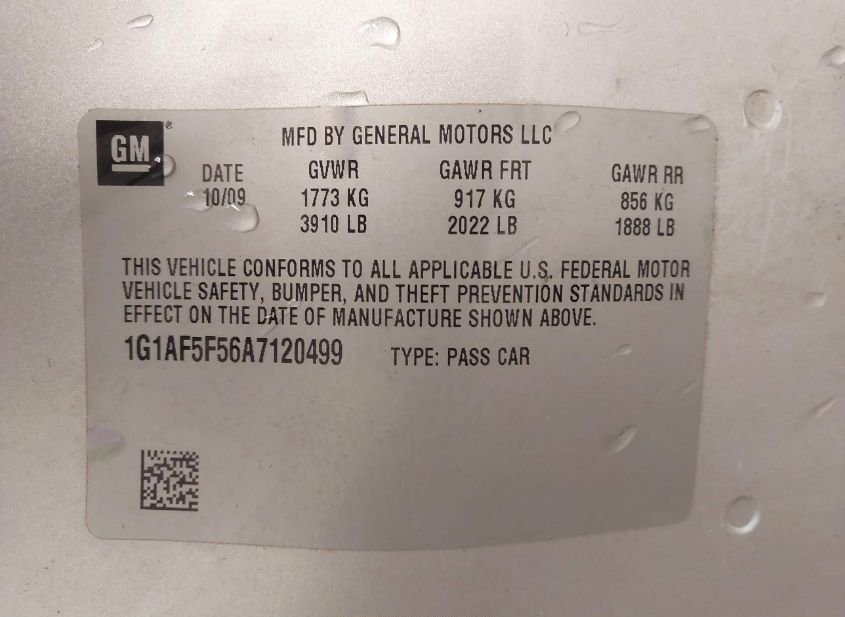 GM®
MFD BY GENERAL MOTORS LLC
DATE GVWR GAWR FRT GAWR RR
10/09 1773 KG 917 KG 856 KG
3910 LB 2022 LB 1888 LB
THIS VEHICLE CONFORMS TO ALL APPLICABLE U.S. FEDERAL MOTOR
VEHICLE SAFETY, BUMPER, AND THEFT PREVENTION STANDARDS IN
EFFECT ON THE DATE OF MANUFACTURE SHOWN ABOVE.
1G1AF5F56A7120499 TYPE: PASS CAR